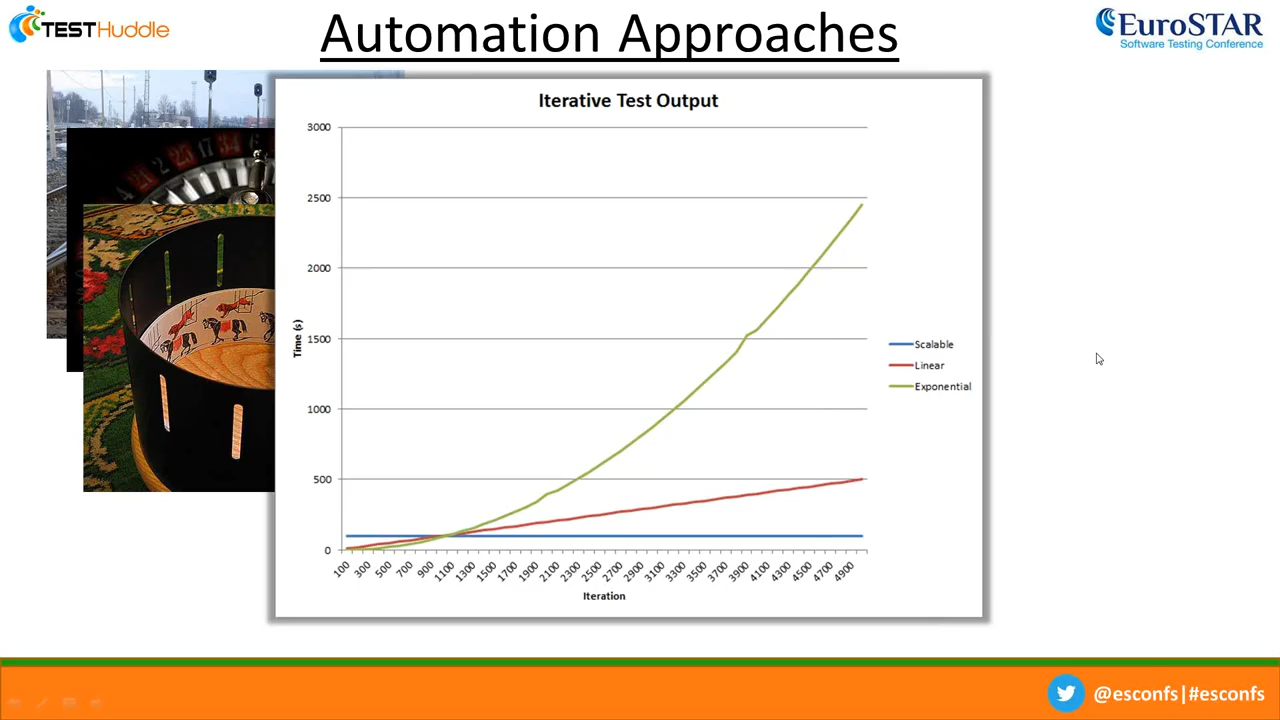 TESTHuddle
Automation Approaches
EuroSTAR
Software Testing Conference
Iterative Test Output
3000
2500
2000
1500
1000
500
0
Time (s)
100 300 500 700 900 1100 1300 1500 1700 1900 2100 2300 2500 2700 2900 3100 3300 3500 3700 3900 4100 4300 4500 4700 4900
Iteration
Scalable
Linear
Exponential
@esconfs|#esconfs